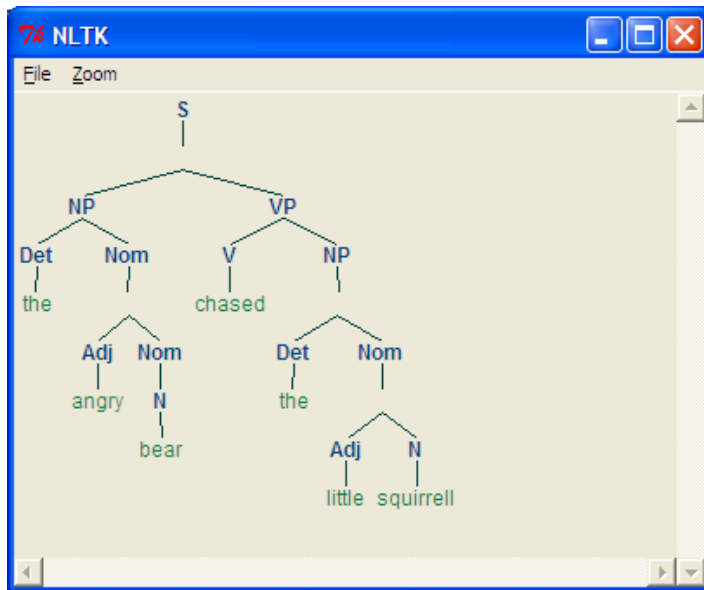 7% NLTK
File Zoom
S
NP VP
Det Nom V NP
the chased
Adj Nom Det Nom
angry N the
bear Adj N
little squirrell